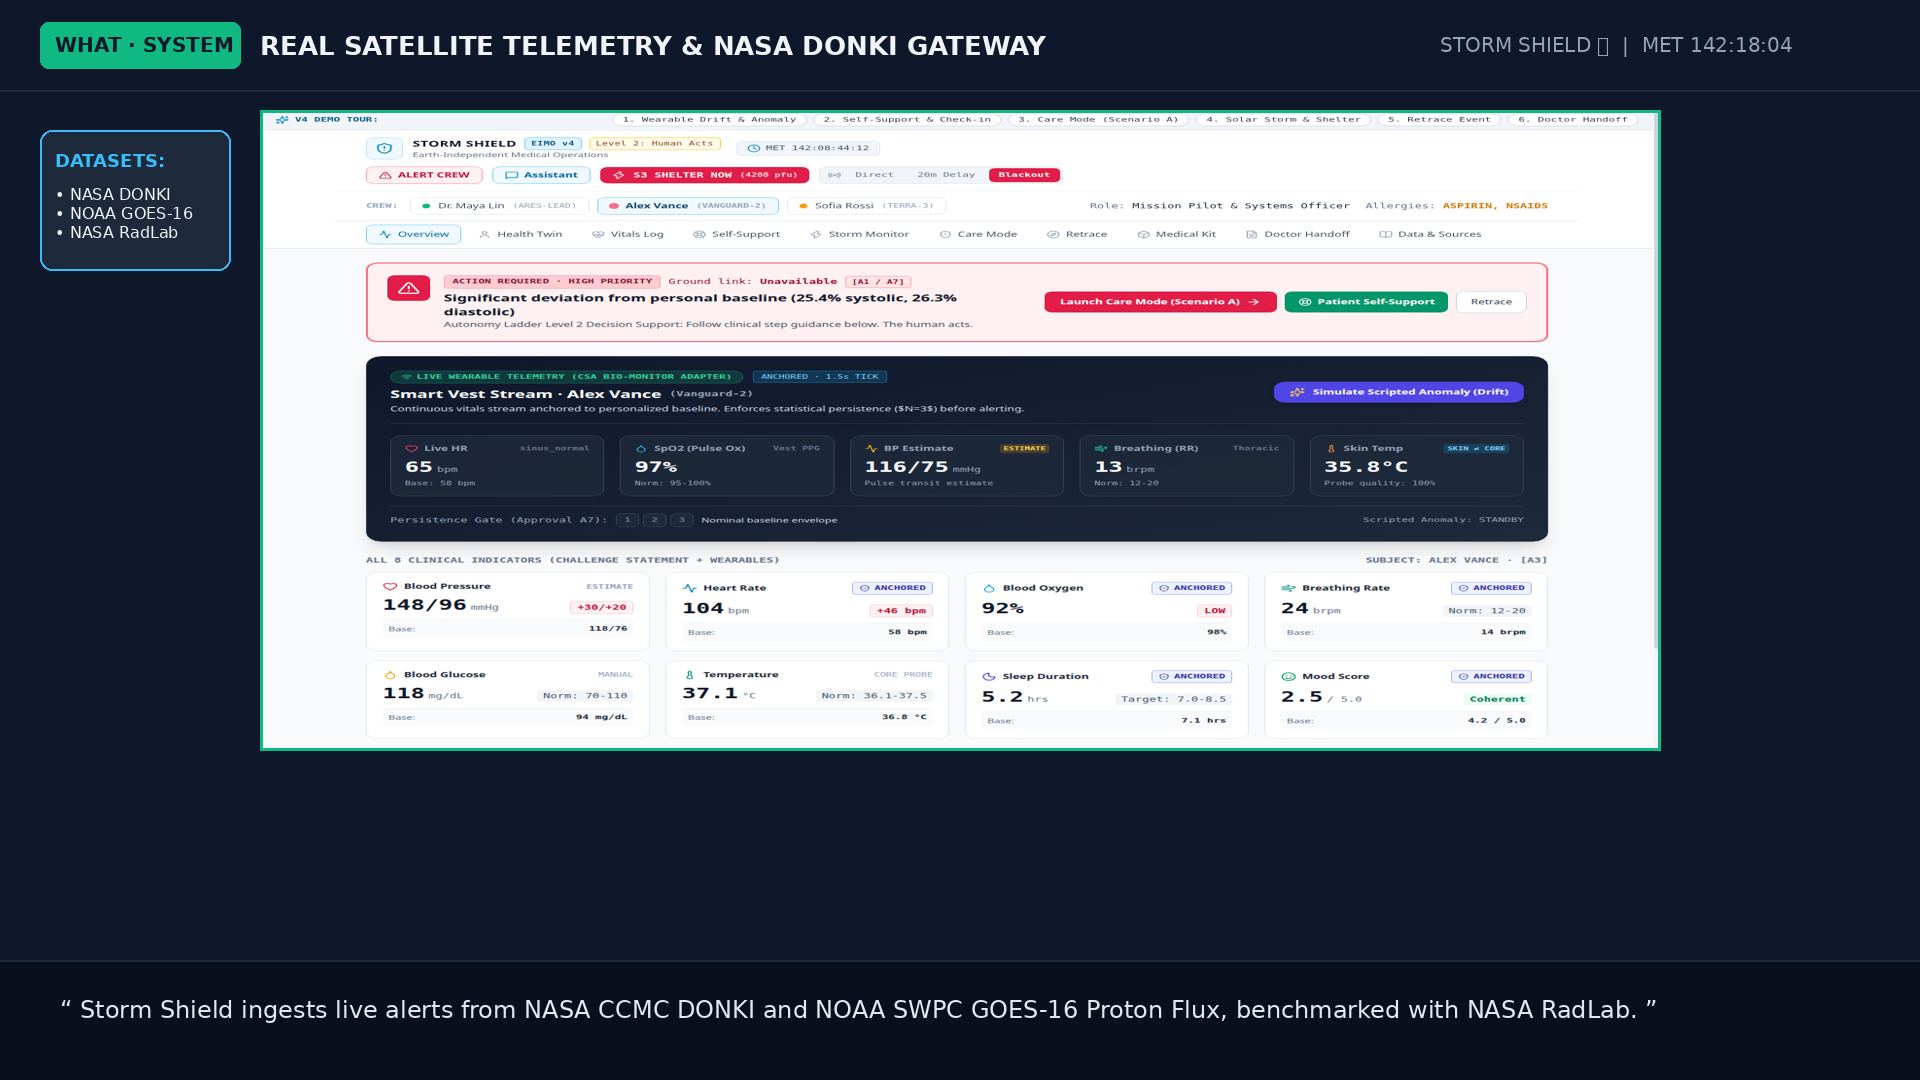 WHAT · SYSTEM
REAL SATELLITE TELEMETRY & NASA DONKI GATEWAY
STORM SHIELD | MET 142:18:04
DATASETS:
• NASA DONKI
• NOAA GOES-16
• NASA RadLab
V4 DEMO TOUR:
1. Wearable Drift & Anomaly
2. Self-Support & Check-in
3. Care Mode (Scenario A)
4. Solar Storm & Shelter
5. Retrace Event
6. Doctor Handoff
STORM SHIELD
EIMO v4
Level 2: Human Acts
MET 142:08:44:12
Earth-Independent Medical Operations
ALERT CREW
Assistant
S3 SHELTER NOW (4200 pfu)
Direct
20m Delay
Blackout
CREW:
Dr. Maya Lin (ARES-LEAD)
Alex Vance (VANGUARD-2)
Sofia Rossi (TERRA-3)
Role: Mission Pilot & Systems Officer
Allergies: ASPIRIN, NSAIDS
Overview
Health Twin
Vitals Log
Self-Support
Storm Monitor
Care Mode
Retrace
Medical Kit
Doctor Handoff
Data & Sources
ACTION REQUIRED · HIGH PRIORITY
Ground link: Unavailable
[A1 / A7]
Significant deviation from personal baseline (25.4% systolic, 26.3%
diastolic)
Autonomy Ladder Level 2 Decision Support: Follow clinical step guidance below. The human acts.
Launch Care Mode (Scenario A) →
Patient Self-Support
Retrace
LIVE WEARABLE TELEMETRY (CSA BIO-MONITOR ADAPTER)
ANCHORED · 1.5s TICK
Smart Vest Stream · Alex Vance (Vanguard-2)
Continuous vitals stream anchored to personalized baseline. Enforces statistical persistence ($N=3$) before alerting.
Simulate Scripted Anomaly (Drift)
Live HR
sinus_normal
65 bpm
Base: 58 bpm
SpO2 (Pulse Ox)
Vest PPG
97%
Norm: 95-100%
BP Estimate
ESTIMATE
116/75 mmHg
Pulse transit estimate
Breathing (RR)
Thoracic
13 brpm
Norm: 12-20
Skin Temp
SKIN ≠ CORE
35.8°C
Probe quality: 100%
Persistence Gate (Approval A7): 1 2 3 Nominal baseline envelope
Scripted Anomaly: STANDBY
ALL 8 CLINICAL INDICATORS (CHALLENGE STATEMENT + WEARABLES)
SUBJECT: ALEX VANCE · [A3]
Blood Pressure
ESTIMATE
148/96 mmHg
+30/+20
Base: 118/76
Heart Rate
ANCHORED
104 bpm
+46 bpm
Base: 58 bpm
Blood Oxygen
ANCHORED
92%
LOW
Base: 98%
Breathing Rate
ANCHORED
24 brpm
Norm: 12-20
Base: 14 brpm
Blood Glucose
MANUAL
118 mg/dL
Norm: 70-110
Base: 94 mg/dL
Temperature
CORE PROBE
37.1 °C
Norm: 36.1-37.5
Base: 36.8 °C
Sleep Duration
ANCHORED
5.2 hrs
Target: 7.0-8.5
Base: 7.1 hrs
Mood Score
ANCHORED
2.5 / 5.0
Coherent
Base: 4.2 / 5.0
“ Storm Shield ingests live alerts from NASA CCMC DONKI and NOAA SWPC GOES-16 Proton Flux, benchmarked with NASA RadLab. ”